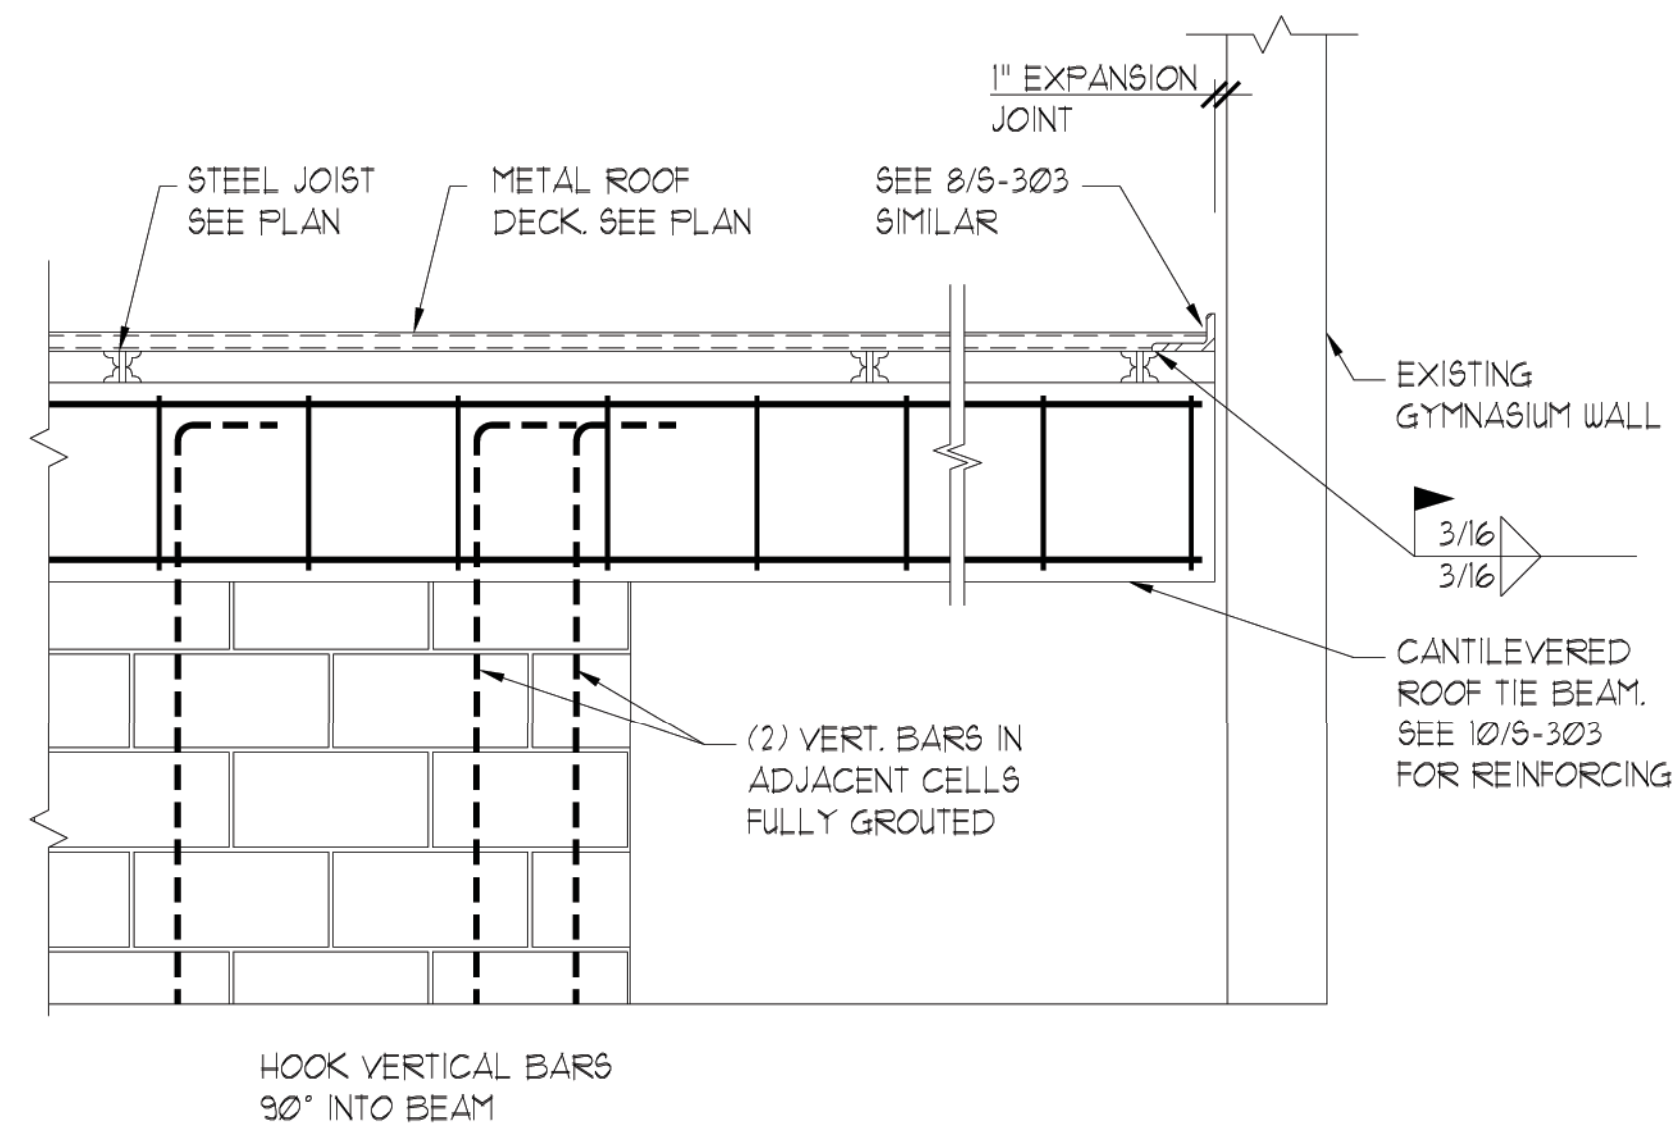 1" EXPANSION
JOINT
STEEL JOIST
SEE PLAN
METAL ROOF
DECK. SEE PLAN
SEE 8/S-303
SIMILAR
EXISTING
GYMNASIUM WALL
3/16
3/16
CANTILEVERED
ROOF TIE BEAM.
SEE 10/S-303
FOR REINFORCING
(2) VERT. BARS IN
ADJACENT CELLS
FULLY GROUTED
HOOK VERTICAL BARS
90° INTO BEAM